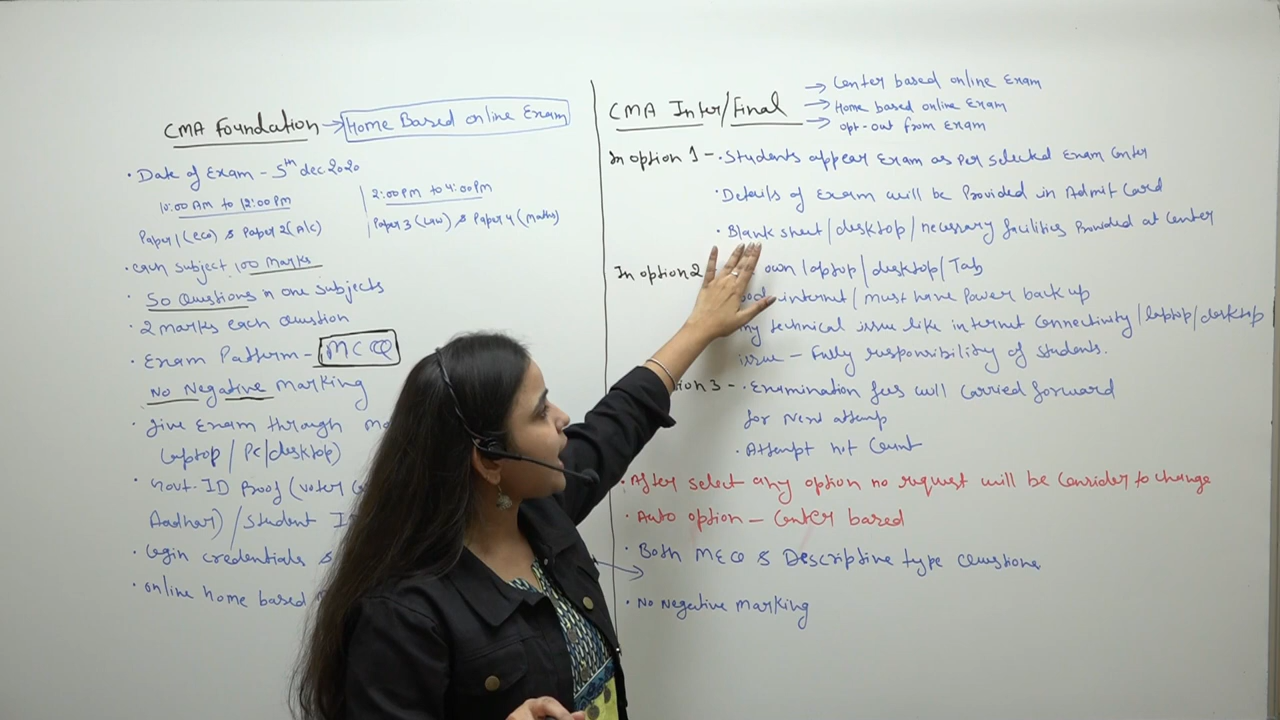 CMA Foundation → Home Based online Exam
• Date of Exam - 5th dec 2020
10:00 AM to 12:00 PM
2:00 PM to 4:00 PM
Paper 1 (eco) & Paper 2 (A/c)
Paper 3 (Law) & Paper 4 (Maths)
• each subject 100 marks
• 50 Questions in one subjects
• 2 marks each question
• Exam Pattern - MCQ
No Negative Marking
• give Exam through
laptop / Pc/desktop)
• Govt. ID Proof (voter
Aadhar) / student
• login credentials &
• online home based
CMA Inter/Final
→ Center based online Exam
→ Home based online Exam
→ opt-out from Exam
In option 1 - • Students appear Exam as per selected Exam Center
• Details of Exam will be Provided in Admit Card
• Blank sheet/desktop/necessary facilities Provided at Center
In option 2
own laptop/desktop/Tab
internet / must have Power back up
technical issue like internet Connectivity / laptop/desktop
issue - Fully responsibility of students.
3 - • Examination fees will carried forward
for Next attemp
• Attempt not Count
• After select any option no request will be Consider to change
• Auto option - Center based
• Both MCQ & Descriptive type Questions
• No Negative Marking